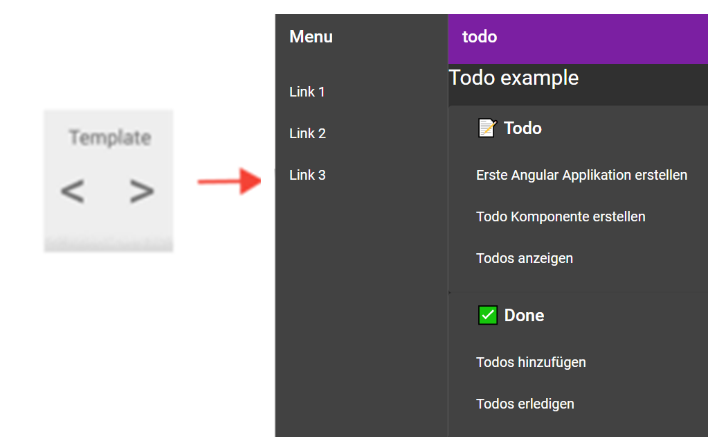 Template
< >
Menu
Link 1
Link 2
Link 3
todo
Todo example
📝 Todo
Erste Angular Applikation erstellen
Todo Komponente erstellen
Todos anzeigen
✅ Done
Todos hinzufügen
Todos erledigen